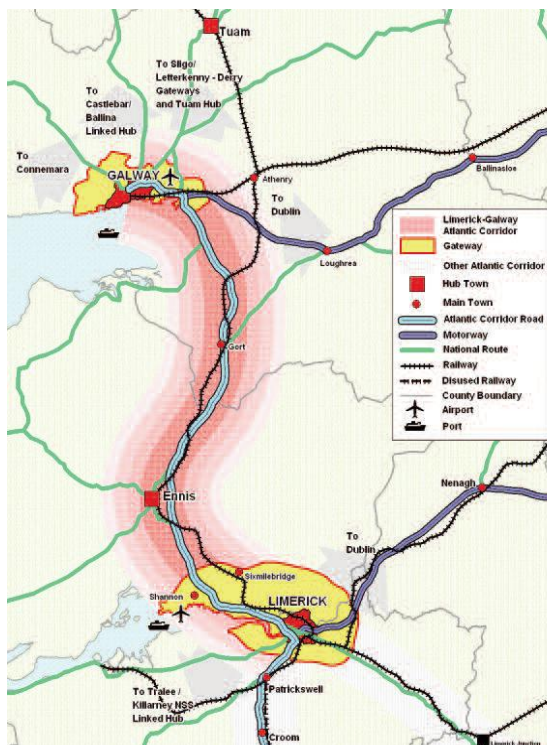 Tuam
To Sligo/
Letterkenny - Derry
Gateways
and Tuam Hub
To
Castlebar/
Ballina
Linked Hub
To
Connemara
GALWAY
Athenry
Ballinasloe
To
Dublin
Loughrea
Limerick-Galway
Atlantic Corridor
Gateway
Other Atlantic Corridor
Hub Town
Main Town
Atlantic Corridor Road
Motorway
National Route
Railway
Disused Railway
County Boundary
Airport
Port
Gort
Ennis
Nenagh
To
Dublin
Sixmilebridge
Shannon
LIMERICK
To Tralee /
Killarney NSS
Linked Hub
Patrickswell
Croom
Limerick Junction